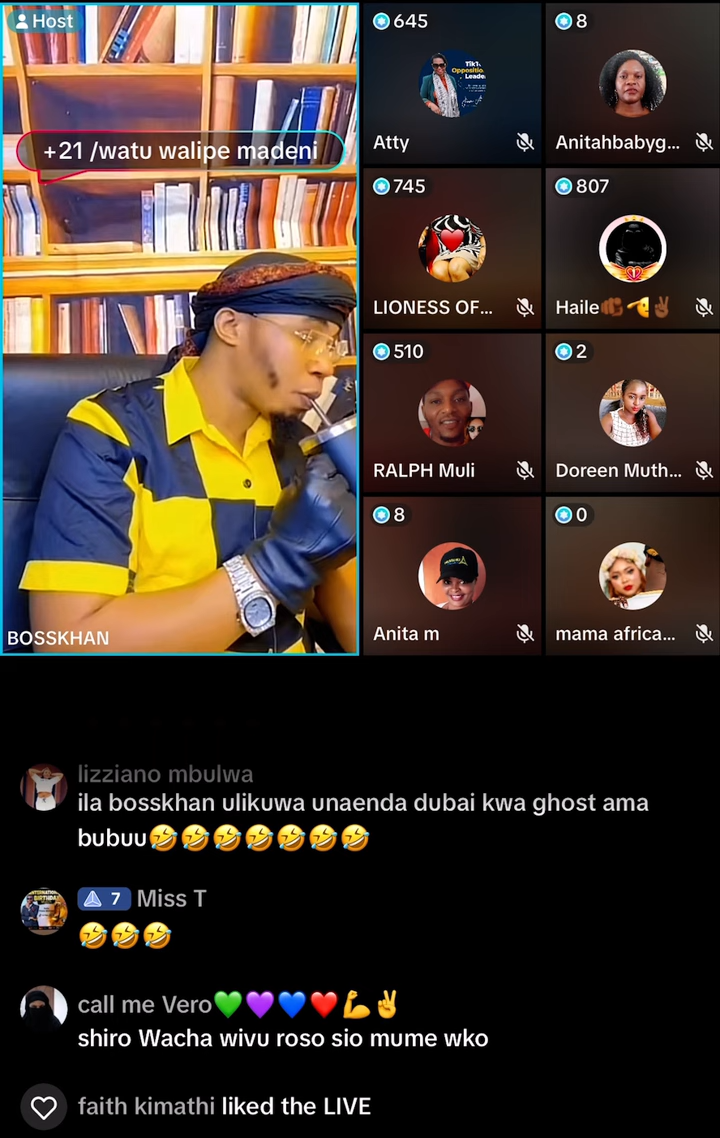 Host
+21 /watu walipe madeni
BOSSKHAN
645
Atty
8
Anitahbabyg...
745
LIONESS OF...
807
Haile👊🏾🫱✌🏾
510
RALPH Muli
2
Doreen Muth...
8
Anita m
0
mama africa...
lizziano mbulwa
ila bosskhan ulikuwa unaenda dubai kwa ghost ama
bubuu🤣🤣🤣🤣🤣🤣🤣
7 Miss T
🤣🤣🤣
call me Vero💚💜💙❤️💪✌️
shiro Wacha wivu roso sio mume wko
faith kimathi liked the LIVE